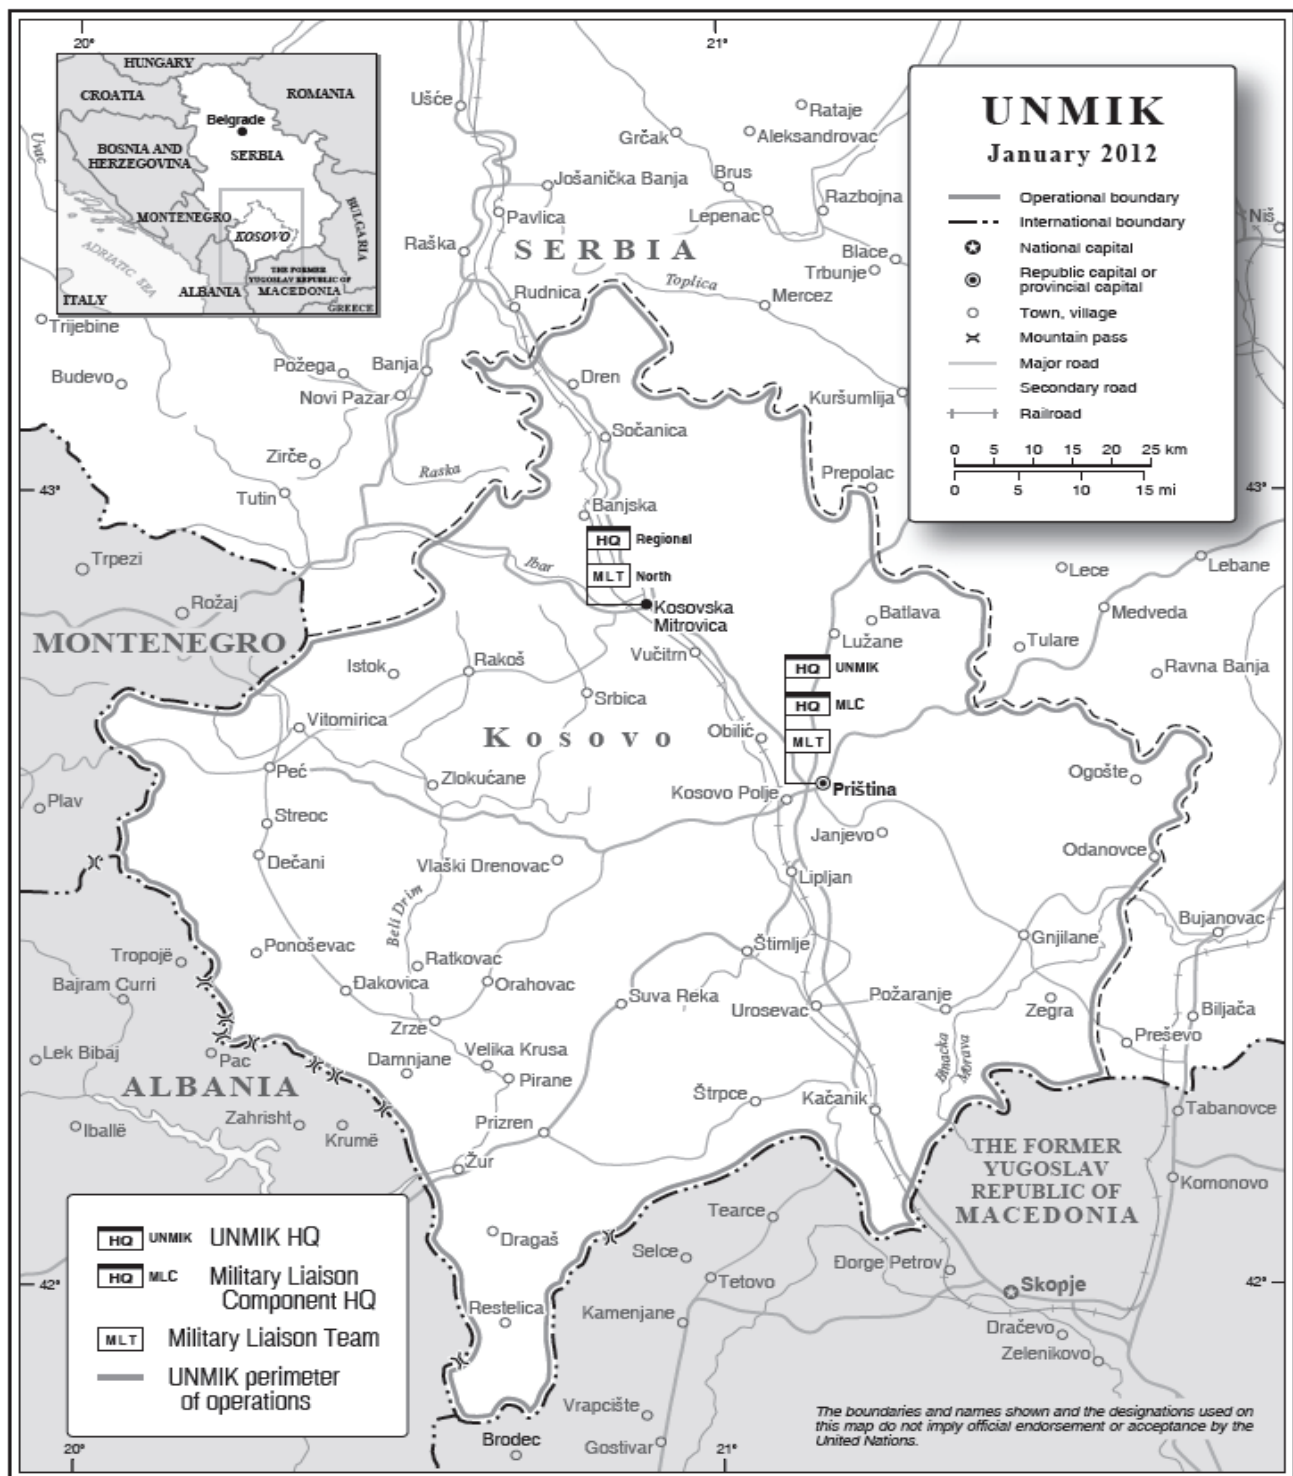 20°
21°
HUNGARY
CROATIA
ROMANIA
Belgrade
BOSNIA AND
HERZEGOVINA
SERBIA
MONTENEGRO
BULGARIA
KOSOVO
ADRIATIC SEA
THE FORMER
YUGOSLAV REPUBLIC OF
MACEDONIA
ITALY
ALBANIA
GREECE
Uvac
UNMIK
January 2012
Operational boundary
International boundary
National capital
Republic capital or
provincial capital
Town, village
Mountain pass
Major road
Secondary road
Railroad
0 5 10 15 20 25 km
0 5 10 15 mi
Ušće
Rataje
Grčak
Aleksandrovac
Jošanička Banja
Brus
Razbojna
Pavlica
Lepenac
Niš
Raška
SERBIA
Blace
Trbunje
Toplica
Mercez
Rudnica
Trijebine
Požega
Banja
Budevo
Dren
Novi Pazar
Kuršumlija
Sočanica
Zirče
Raska
Prepolac
Tutin
43°
43°
Banjska
HQ Regional
MLT North
Trpezi
Ibar
Lece
Lebane
Rožaj
Kosovska
Mitrovica
Batlava
Medveda
MONTENEGRO
Lužane
Tulare
Vučitrn
Istok
Rakoš
HQ UNMIK
Ravna Banja
Srbica
HQ MLC
Vitomirica
Kosovo
Obilić
MLT
Peć
Zlokućane
Ogošte
Plav
Kosovo Polje
Priština
Streoc
Janjevo
Dečani
Vlaški Drenovac
Odanovce
Lipljan
Beli Drim
Bujanovac
Ponoševac
Štimlje
Gnjilane
Tropojë
Ratkovac
Bajram Curri
Đakovica
Orahovac
Suva Reka
Požaranje
Urosevac
Zegra
Biljača
Zrze
Preševo
Lek Bibaj
Pac
Damnjane
Velika Krusa
Binacka
Morava
ALBANIA
Pirane
Štrpce
Kačanik
Tabanovce
Zahrisht
Iballë
Krumë
Prizren
THE FORMER
YUGOSLAV
REPUBLIC OF
MACEDONIA
Žur
Komonovo
Tearce
Dragaš
Selce
Đorge Petrov
Tetovo
42°
42°
Skopje
Restelica
Kamenjane
Dračevo
Zelenikovo
HQ UNMIK UNMIK HQ
HQ MLC Military Liaison
Component HQ
MLT Military Liaison Team
UNMIK perimeter
of operations
Vrapcište
Brodec
Gostivar
The boundaries and names shown and the designations used on
this map do not imply official endorsement or acceptance by the
United Nations.
20°
21°